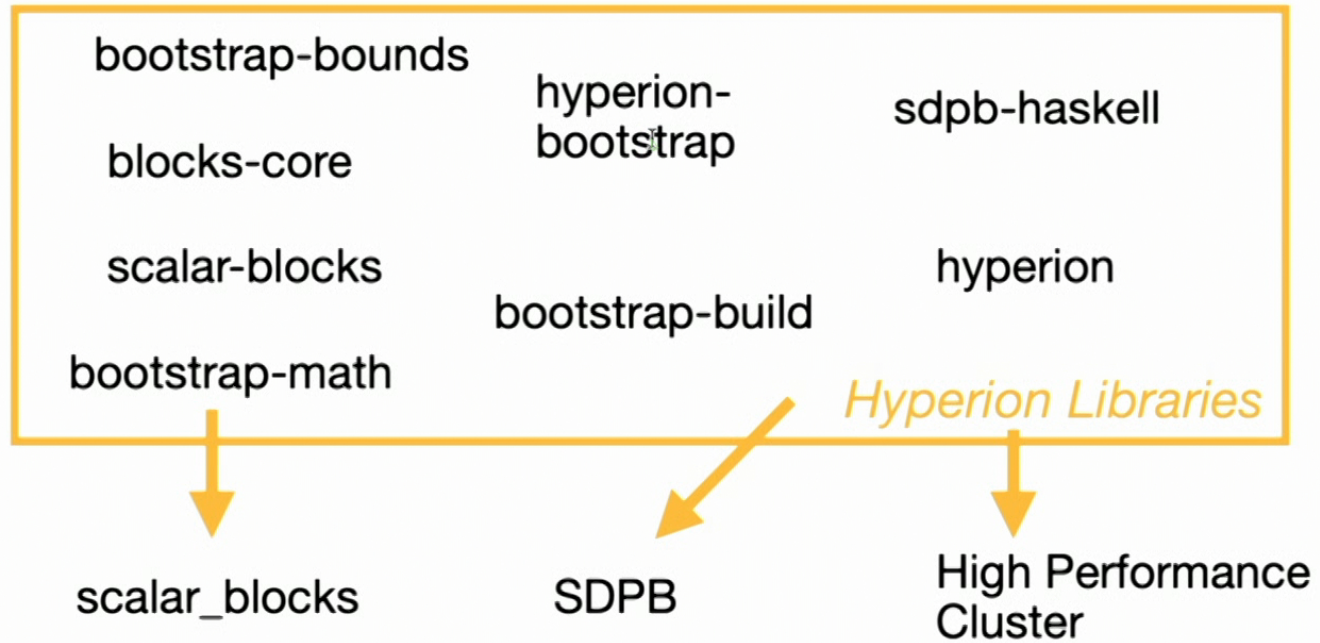 bootstrap-bounds
blocks-core
scalar-blocks
bootstrap-math
hyperion-
bootstrap
bootstrap-build
sdpb-haskell
hyperion
Hyperion Libraries
scalar_blocks
SDPB
High Performance
Cluster